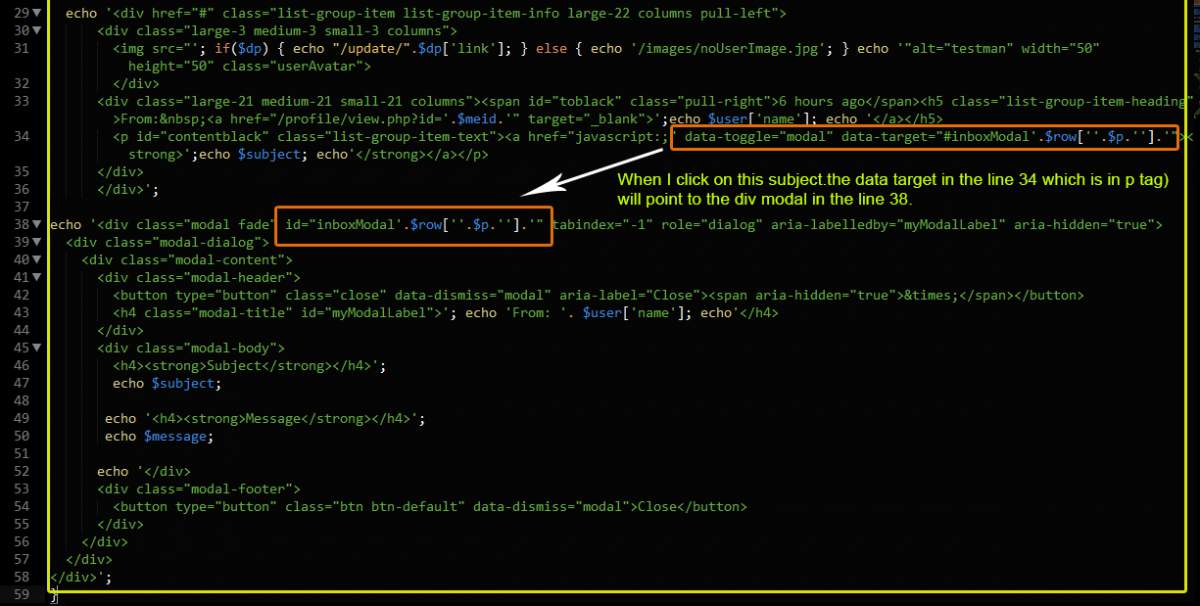 29▼ echo '<div href="#" class="list-group-item list-group-item-info large-22 columns pull-left">
30▼ <div class="large-3 medium-3 small-3 columns">
31 <img src="'; if($dp) { echo "/update/".$dp['link']; } else { echo '/images/noUserImage.jpg'; } echo '"alt="testman" width="50"
height="50" class="userAvatar">
32 </div>
33 <div class="large-21 medium-21 small-21 columns"><span id="toblack" class="pull-right">6 hours ago</span><h5 class="list-group-item-heading"
>From:&nbsp;<a href="/profile/view.php?id='.$meid.'" target="_blank">';echo $user['name']; echo '</a></h5>
34 <p id="contentblack" class="list-group-item-text"><a href="javascript:; data-toggle="modal" data-target="#inboxModal'.$row[''.$p.''].'"><
strong>';echo $subject; echo'</strong></a></p>
35 </div>
When I click on this subject.the data target in the line 34 which is in p tag)
36 </div>';
will point to the div modal in the line 38.
37
38▼ echo '<div class="modal fade" id="inboxModal'.$row[''.$p.''].'" tabindex="-1" role="dialog" aria-labelledby="myModalLabel" aria-hidden="true">
39▼ <div class="modal-dialog">
40▼ <div class="modal-content">
41▼ <div class="modal-header">
42 <button type="button" class="close" data-dismiss="modal" aria-label="Close"><span aria-hidden="true">&times;</span></button>
43 <h4 class="modal-title" id="myModalLabel">'; echo 'From: '. $user['name']; echo'</h4>
44 </div>
45▼ <div class="modal-body">
46 <h4><strong>Subject</strong></h4>';
47 echo $subject;
48
49 echo '<h4><strong>Message</strong></h4>';
50 echo $message;
51
52 echo '</div>
53 <div class="modal-footer">
54 <button type="button" class="btn btn-default" data-dismiss="modal">Close</button>
55 </div>
56 </div>
57 </div>
58 </div>';
59 }